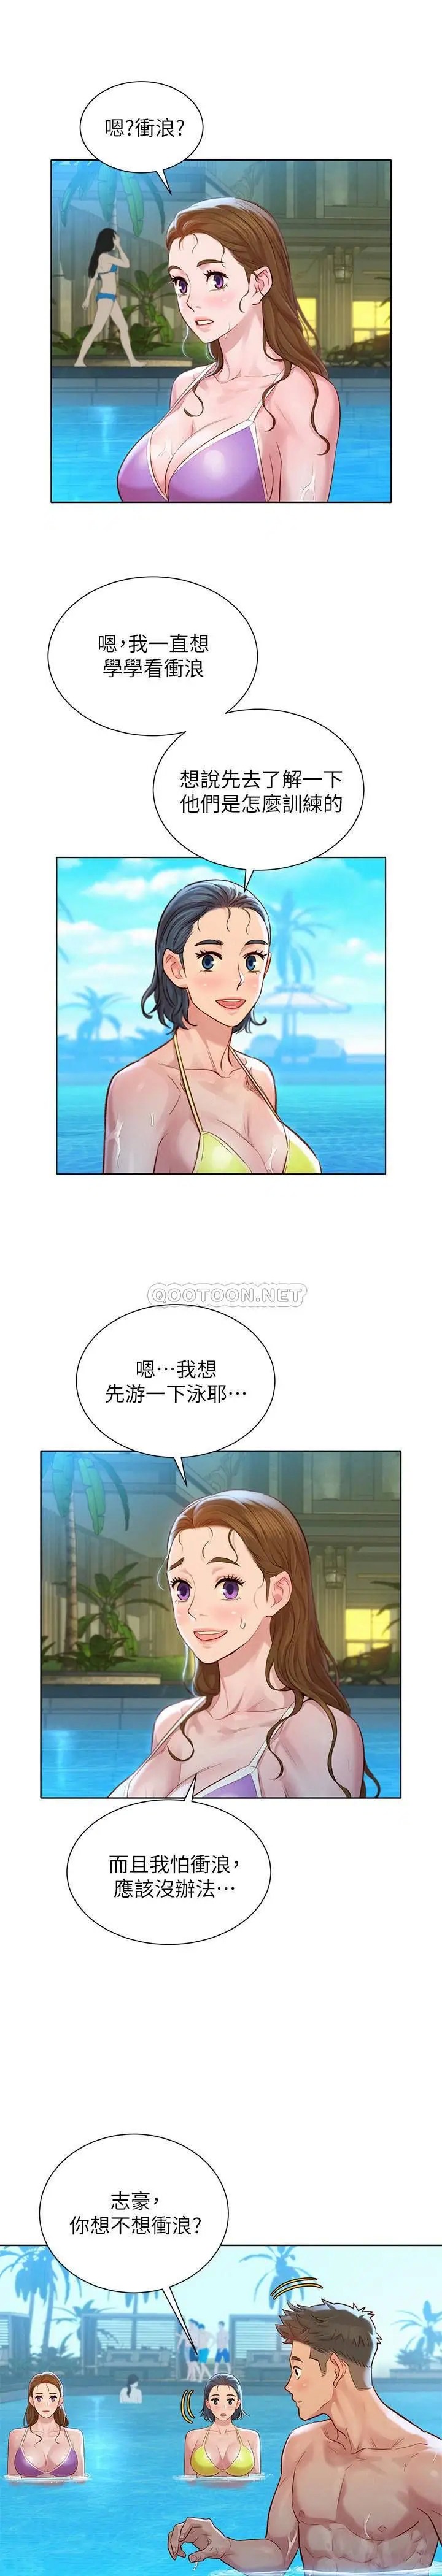 嗯?衝浪?
嗯,我一直想
學學看衝浪
想說先去了解一下
他們是怎麼訓練的
QOOTOON.NET
嗯⋯我想
先游一下泳耶⋯
而且我怕衝浪,
應該沒辦法⋯
志豪,
你想不想衝浪?